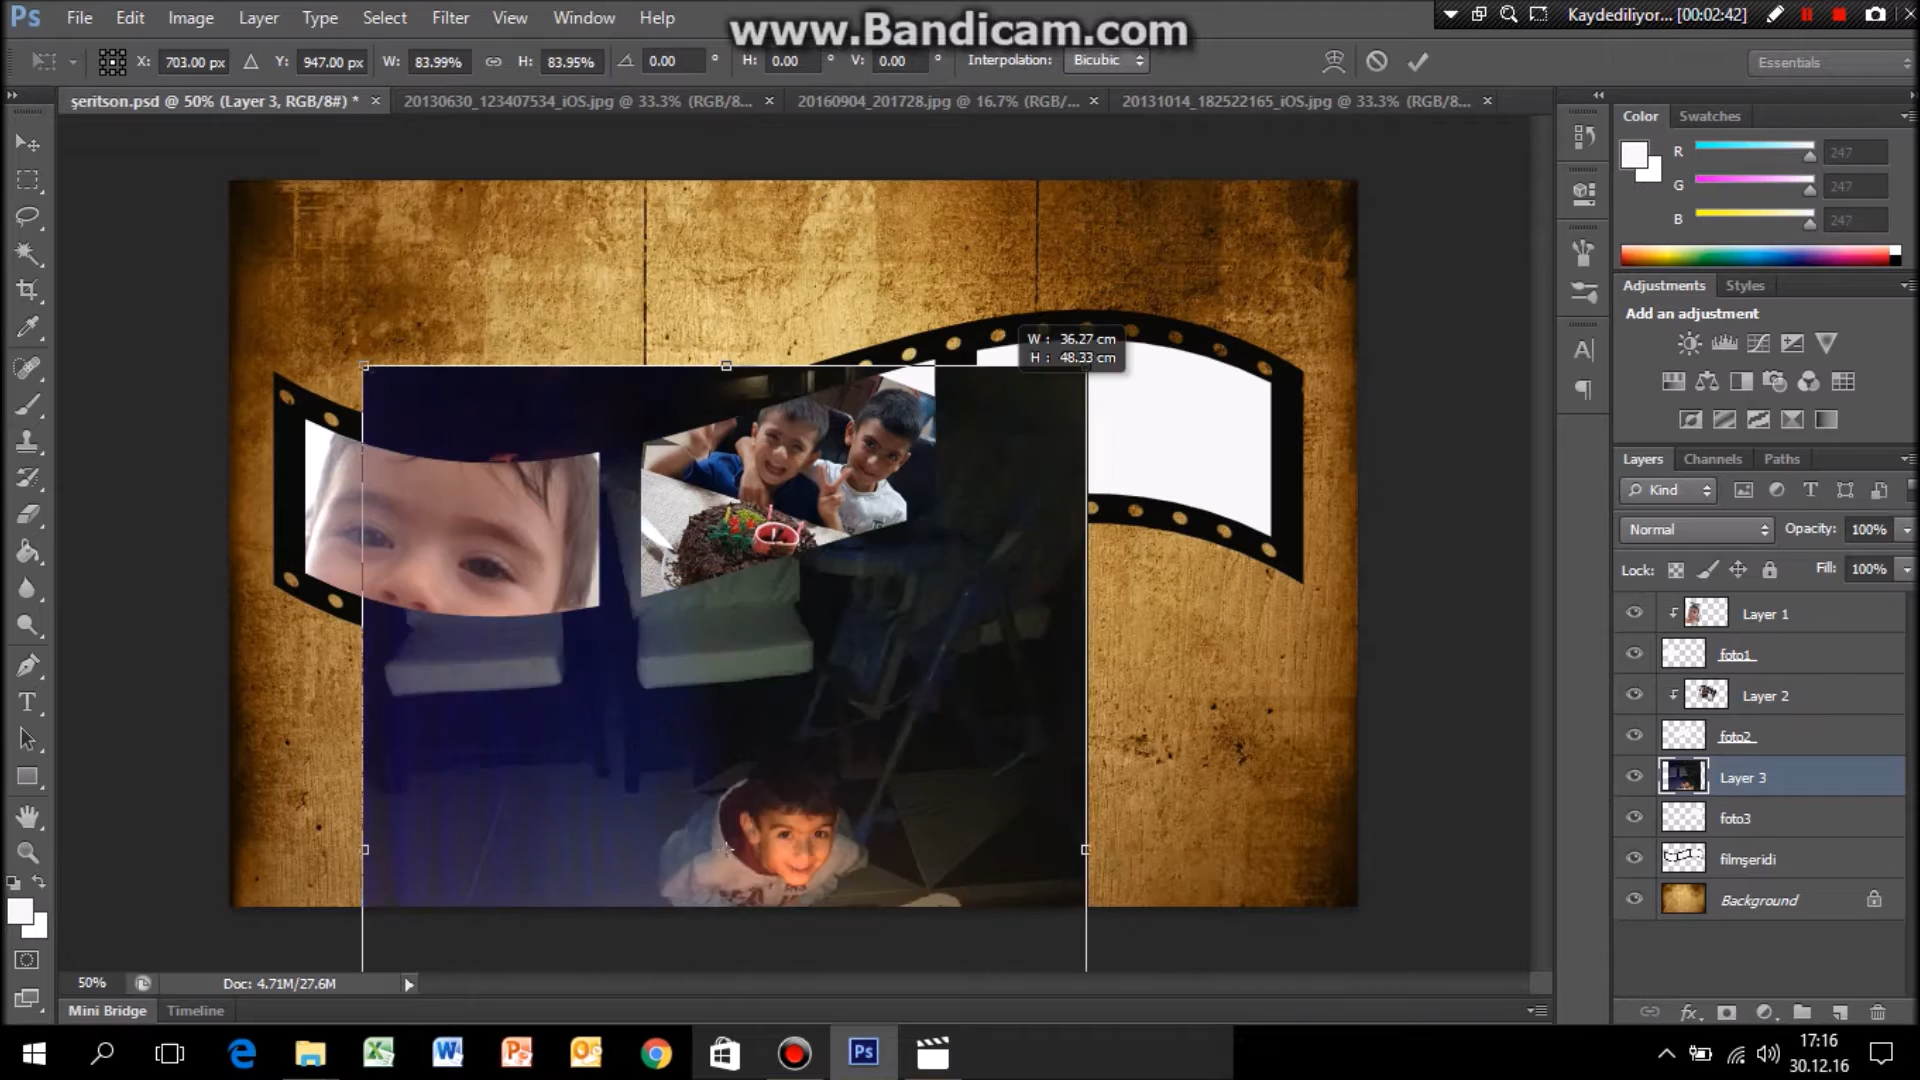 Ps File Edit Image Layer Type Select Filter View Window Help
www.Bandicam.com
Kaydediliyor... [00:02:42]
X: 703.00 px Y: 947.00 px W: 83.99% H: 83.95% 0.00 ° H: 0.00 ° V: 0.00 ° Interpolation: Bicubic
Essentials
şeritson.psd @ 50% (Layer 3, RGB/8#) *
20130630_123407534_iOS.jpg @ 33.3% (RGB/8...
20160904_201728.jpg @ 16.7% (RGB/...
20131014_182522165_iOS.jpg @ 33.3% (RGB/8...
Color Swatches
R 247
G 247
B 247
Adjustments Styles
Add an adjustment
W : 36.27 cm
H : 48.33 cm
Layers Channels Paths
Kind
Normal Opacity: 100%
Lock: Fill: 100%
Layer 1
foto1
Layer 2
foto2
Layer 3
foto3
filmşeridi
Background
50% Doc: 4.71M/27.6M
Mini Bridge Timeline
17:16
30.12.16